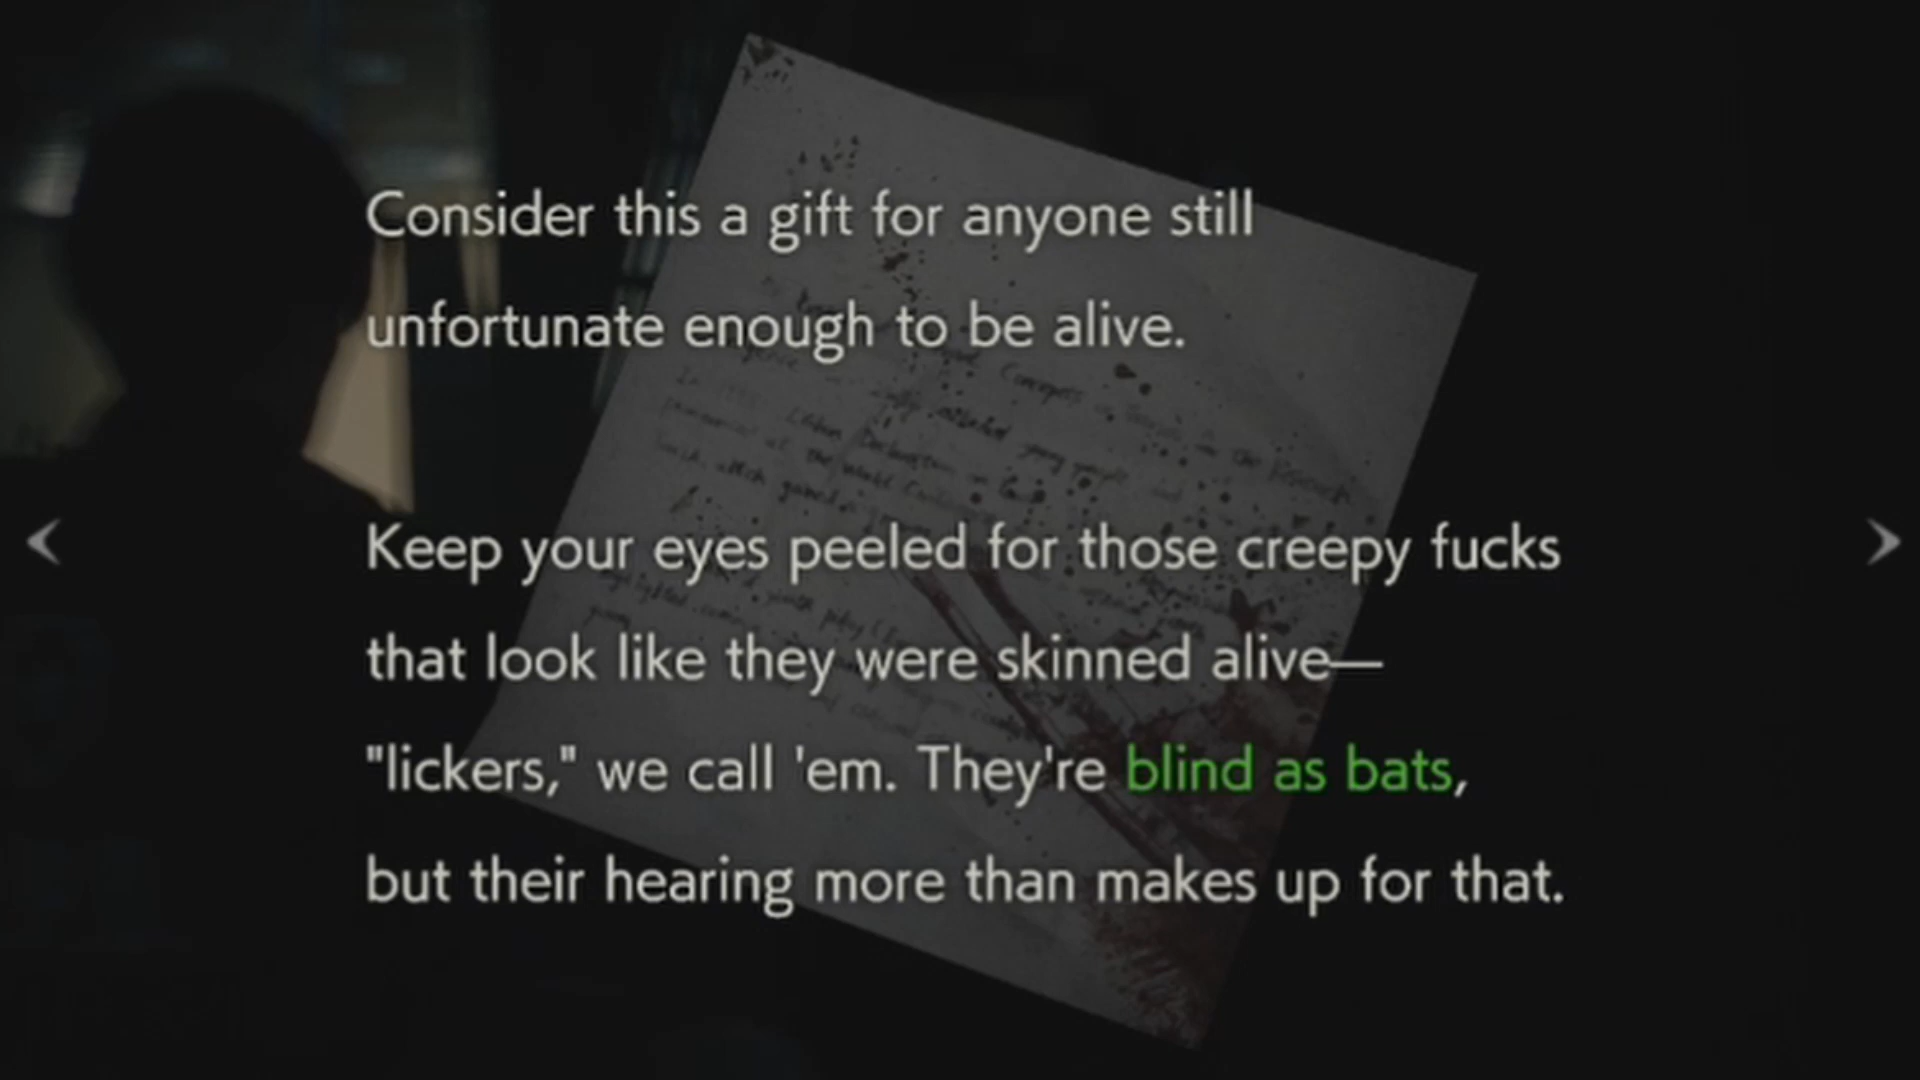 Consider this a gift for anyone still
unfortunate enough to be alive.
Keep your eyes peeled for those creepy fucks
that look like they were skinned alive—
"lickers," we call 'em. They're blind as bats,
but their hearing more than makes up for that.